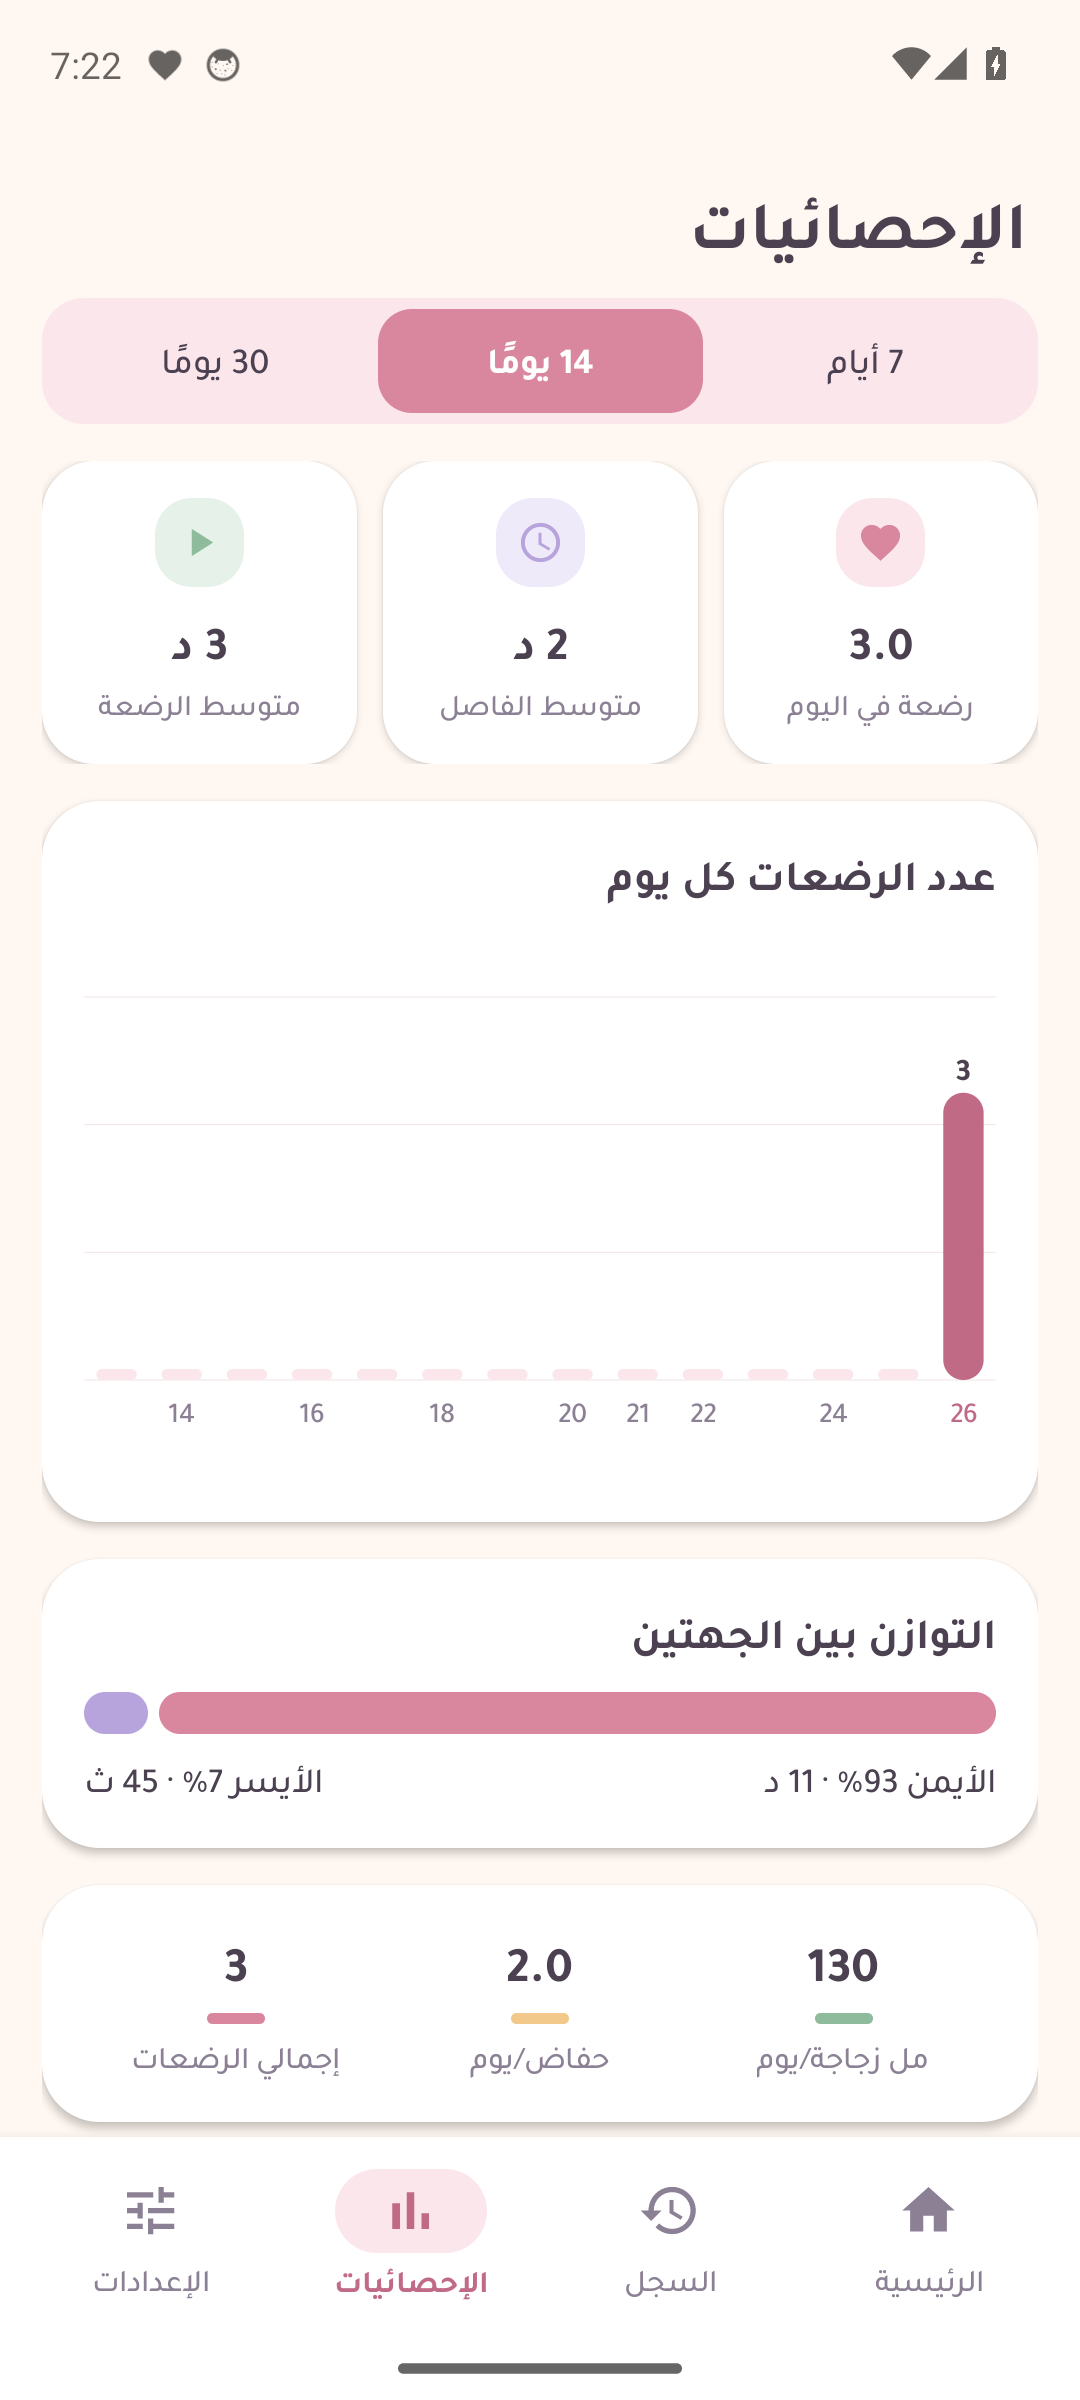 7:22
الإحصائيات
7 أيام
14 يومًا
30 يومًا
3.0
رضعة في اليوم
2 د
متوسط الفاصل
3 د
متوسط الرضعة
عدد الرضعات كل يوم
3
14 16 18 20 21 22 24 26
التوازن بين الجهتين
الأيمن 93% · 11 د
الأيسر 7% · 45 ث
130
مل زجاجة/يوم
2.0
حفاض/يوم
3
إجمالي الرضعات
الرئيسية
السجل
الإحصائيات
الإعدادات